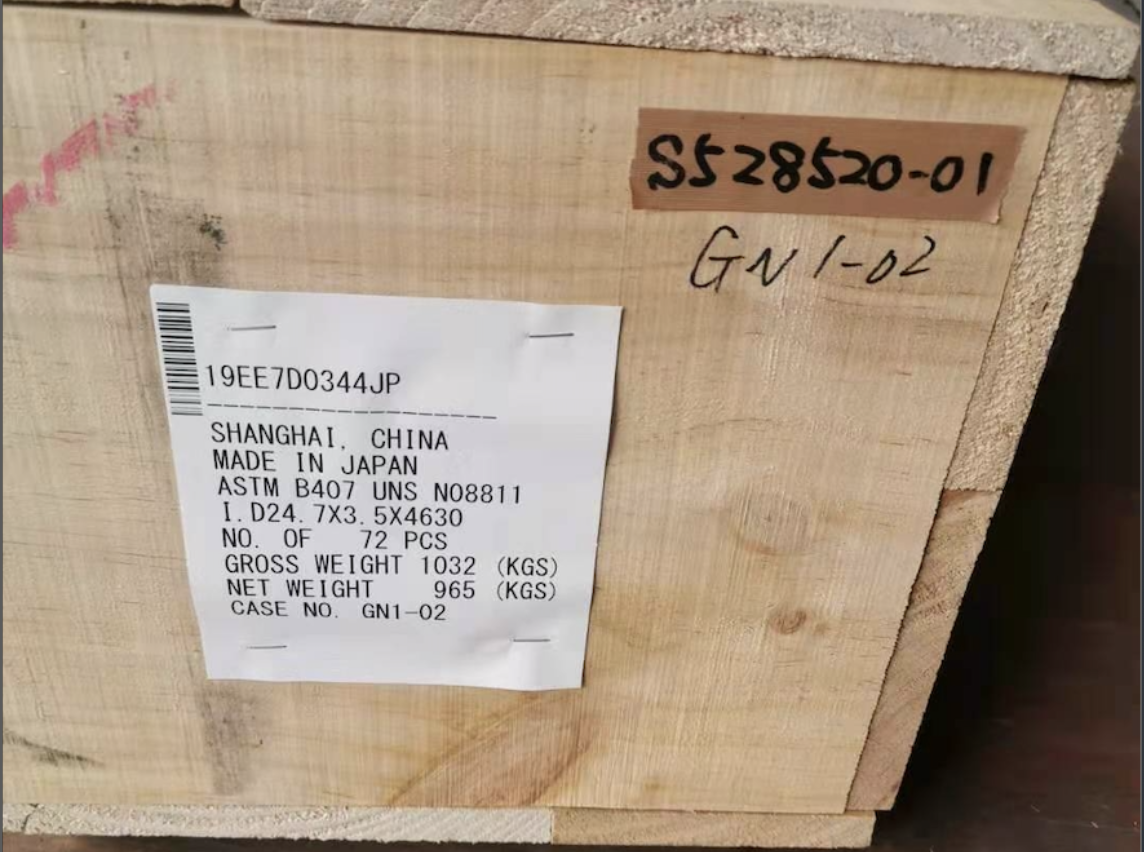 S528520-01
GN1-02
19EE7D0344JP
SHANGHAI, CHINA
MADE IN JAPAN
ASTM B407 UNS N08811
I.D24.7X3.5X4630
NO. OF 72 PCS
GROSS WEIGHT 1032 (KGS)
NET WEIGHT 965 (KGS)
CASE NO. GN1-02